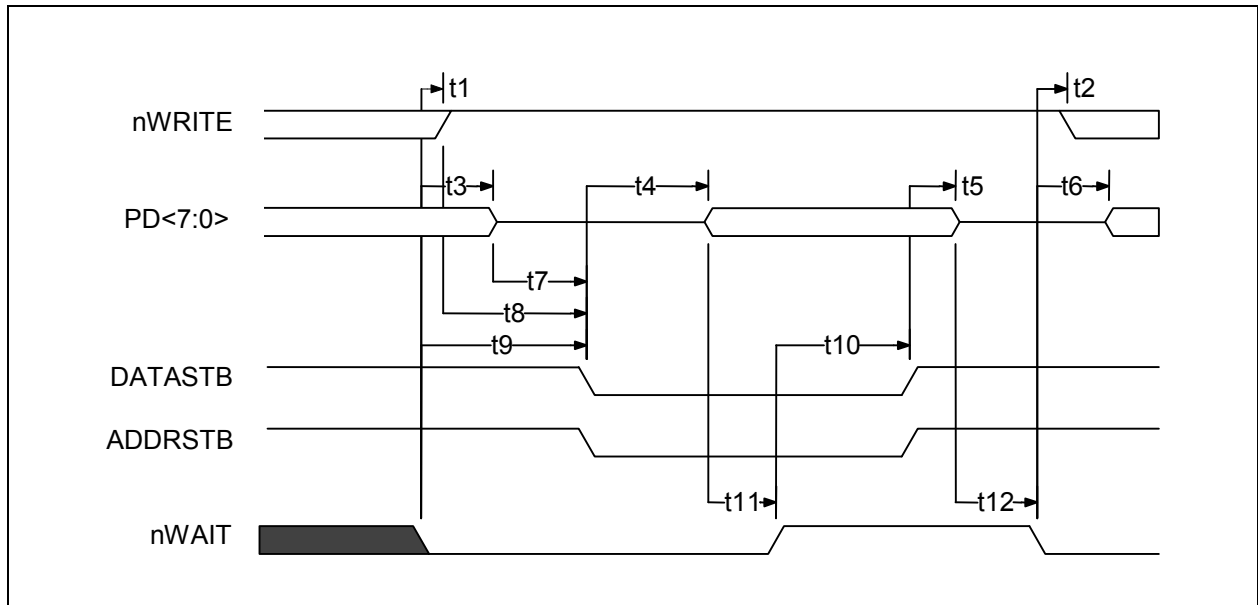 t1
t2
nWRITE
t3
t4
t5
t6
PD<7:0>
t7
t8
t9
t10
DATASTB
ADDRSTB
t11
t12
nWAIT